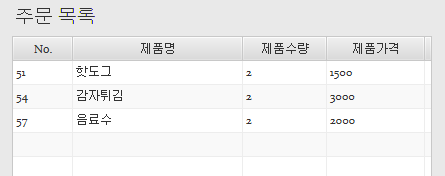 주문 목록
No. 제품명 제품수량 제품가격
51 핫도그 2 1500
54 감자튀김 2 3000
57 음료수 2 2000